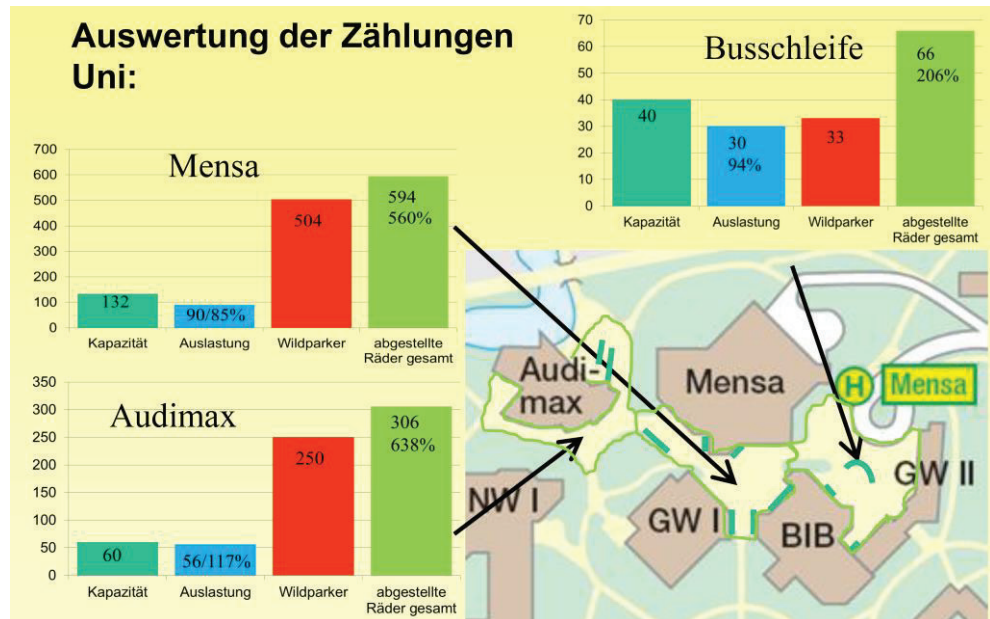 Auswertung der Zählungen
Uni:
Busschleife
70
60
50
40
30
20
10
0
40
30
94%
33
66
206%
Kapazität
Auslastung
Wildparker
abgestellte
Räder gesamt
Mensa
700
600
500
400
300
200
100
0
132
90/85%
504
594
560%
Kapazität
Auslastung
Wildparker
abgestellte
Räder gesamt
Audimax
350
300
250
200
150
100
50
0
60
56/117%
250
306
638%
Kapazität
Auslastung
Wildparker
abgestellte
Räder gesamt
Audi-
max
Mensa
H Mensa
NW I
GW I
BIB
GW II